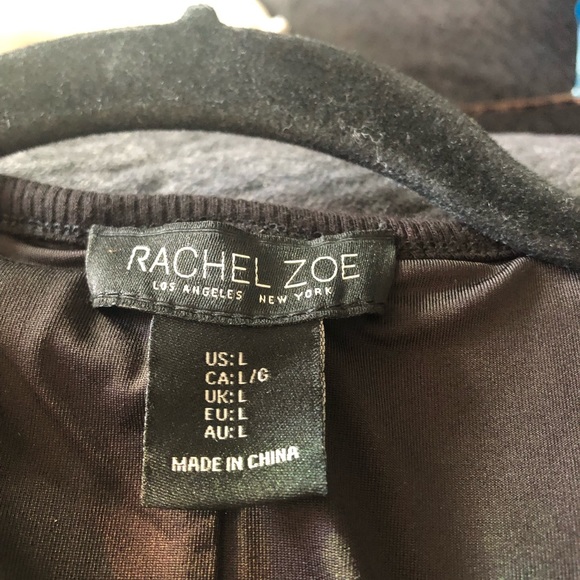 RACHEL ZOE
LOS ANGELES NEW YORK
US: L
CA: L/G
UK: L
EU: L
AU: L
MADE IN CHINA